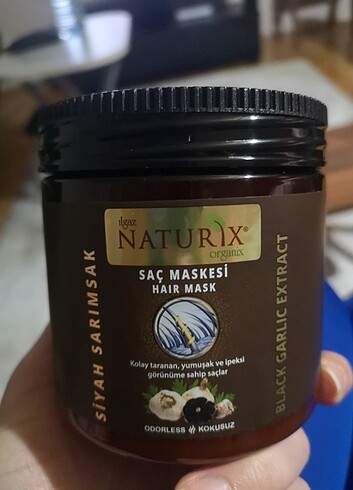 ılgaz
NATURIX®
organix
SAÇ MASKESİ
HAIR MASK
SİYAH SARIMSAK
BLACK GARLIC EXTRACT
Kolay taranan, yumuşak ve ipeksi
görünüme sahip saçlar
ODORLESS KOKUSUZ